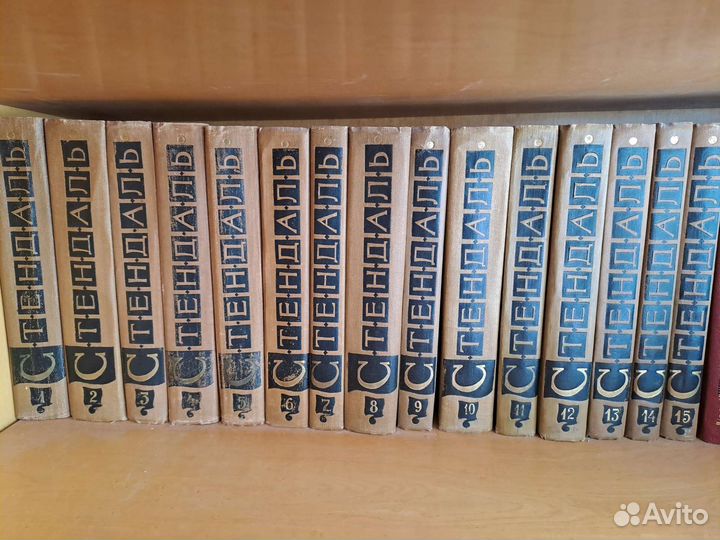 СТЕНДАЛЬ 1
СТЕНДАЛЬ 2
СТЕНДАЛЬ 3
СТЕНДАЛЬ 4
СТЕНДАЛЬ 5
СТЕНДАЛЬ 6
СТЕНДАЛЬ 7
СТЕНДАЛЬ 8
СТЕНДАЛЬ 9
СТЕНДАЛЬ 10
СТЕНДАЛЬ 11
СТЕНДАЛЬ 12
СТЕНДАЛЬ 13
СТЕНДАЛЬ 14
СТЕНДАЛЬ 15
Avito